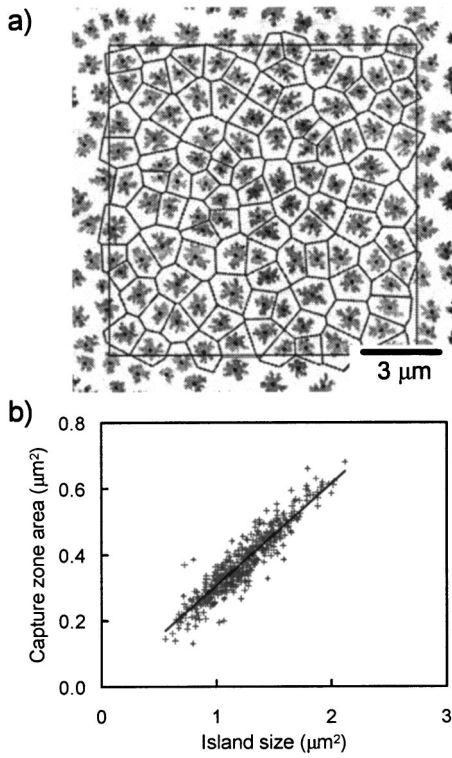 a)
3 µm
b)
Capture zone area (µm²)
0.8
0.6
0.4
0.2
0.0
0
1
2
3
Island size (µm²)